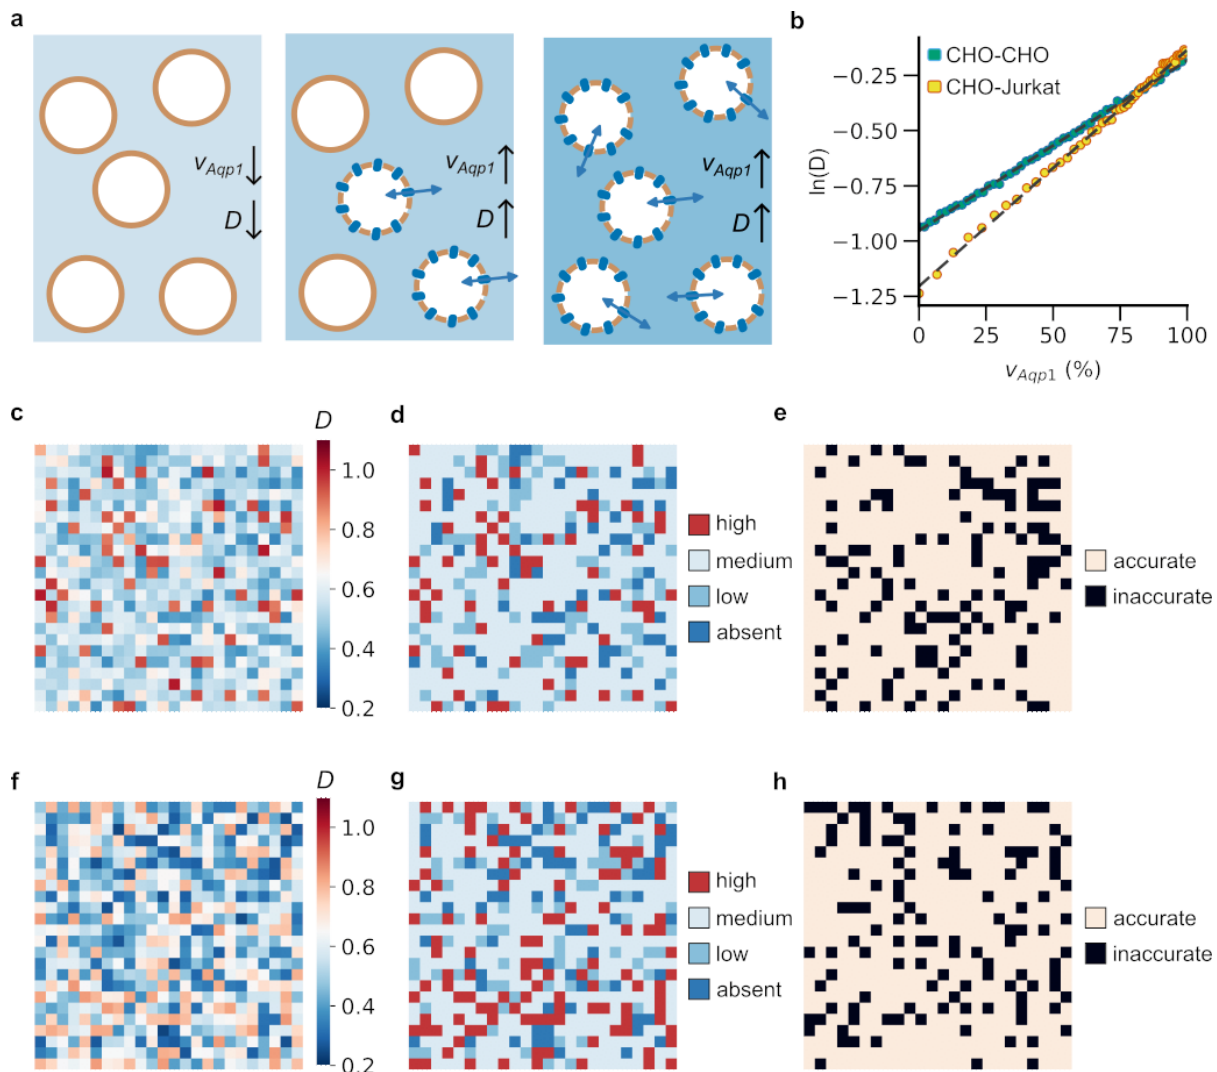 a
v_Aqp1 ↓
D ↓
v_Aqp1 ↑
D ↑
v_Aqp1 ↑
D ↑
b
CHO-CHO
CHO-Jurkat
ln(D)
−0.25
−0.50
−0.75
−1.00
−1.25
0 25 50 75 100
v_Aqp1 (%)
c
D
1.0
0.8
0.6
0.4
0.2
d
high
medium
low
absent
e
accurate
inaccurate
f
D
1.0
0.8
0.6
0.4
0.2
g
high
medium
low
absent
h
accurate
inaccurate